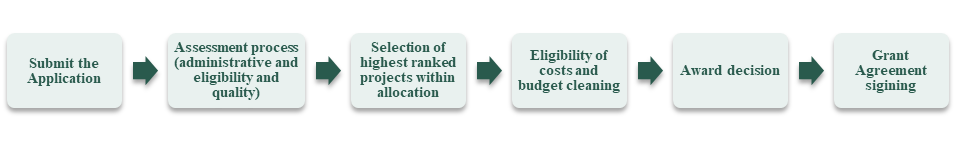 Submit the
Application
Assessment process
(administrative and
eligibility and
quality)
Selection of
highest ranked
projects within
allocation
Eligibility of
costs and
budget cleaning
Award decision
Grant
Agreement
sigining